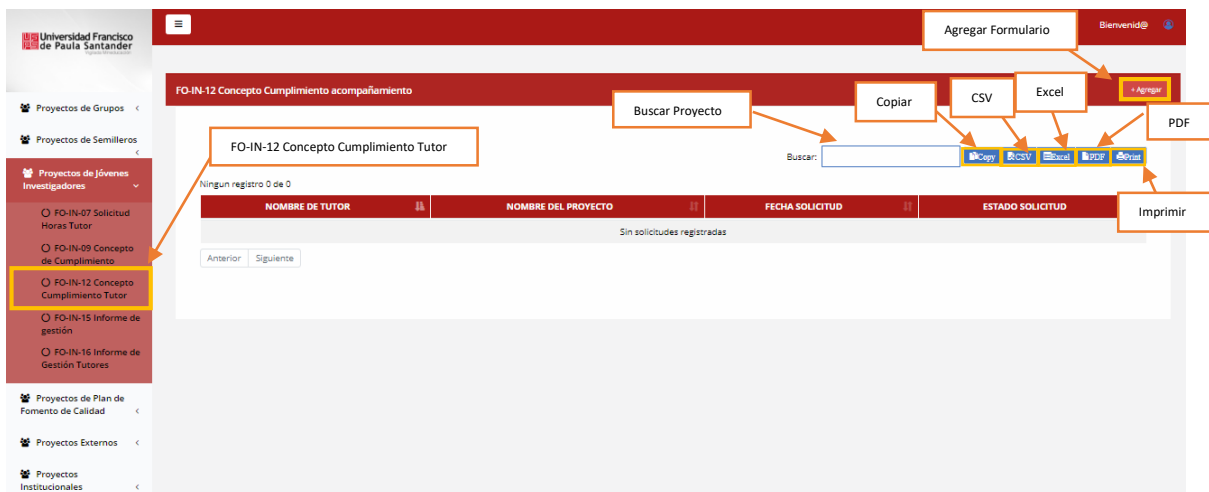 Universidad Francisco
de Paula Santander
Agregar Formulario
Bienvenid@
FO-IN-12 Concepto Cumplimiento acompañamiento
+ Agregar
Proyectos de Grupos
Proyectos de Semilleros
Proyectos de Jóvenes
Investigadores
FO-IN-07 Solicitud
Horas Tutor
FO-IN-09 Concepto
de Cumplimiento
FO-IN-12 Concepto
Cumplimiento Tutor
FO-IN-15 Informe de
gestión
FO-IN-16 Informe de
Gestión Tutores
Proyectos de Plan de
Fomento de Calidad
Proyectos Externos
Proyectos
Institucionales
FO-IN-12 Concepto Cumplimiento Tutor
Buscar Proyecto
Copiar
CSV
Excel
PDF
Imprimir
Buscar:
Copy CSV Excel PDF Print
Ningun registro 0 de 0
NOMBRE DE TUTOR NOMBRE DEL PROYECTO FECHA SOLICITUD ESTADO SOLICITUD
Sin solicitudes registradas
Anterior Siguiente